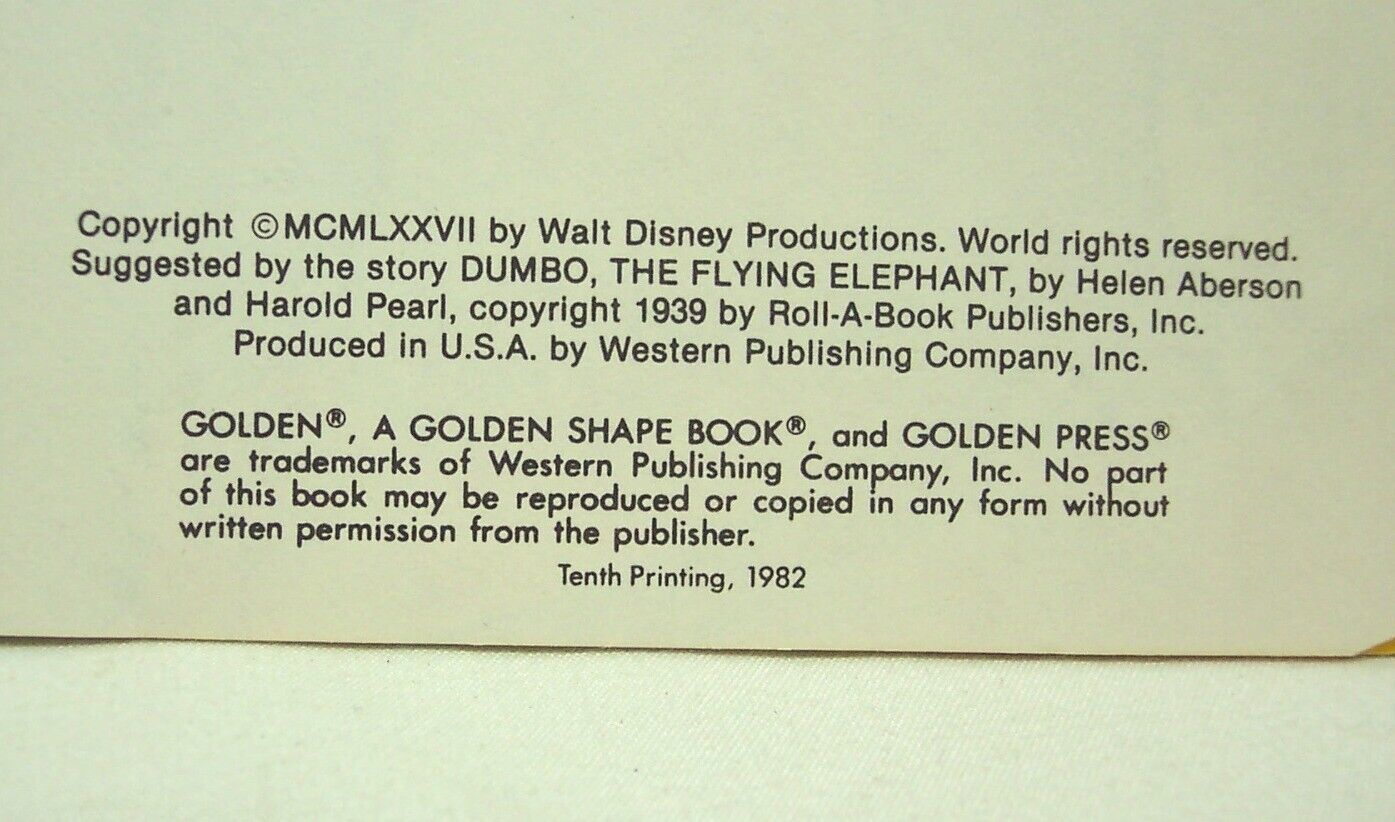 Copyright ©MCMLXXVII by Walt Disney Productions. World rights reserved.
Suggested by the story DUMBO, THE FLYING ELEPHANT, by Helen Aberson
and Harold Pearl, copyright 1939 by Roll-A-Book Publishers, Inc.
Produced in U.S.A. by Western Publishing Company, Inc.
GOLDEN®, A GOLDEN SHAPE BOOK®, and GOLDEN PRESS®
are trademarks of Western Publishing Company, Inc. No part
of this book may be reproduced or copied in any form without
written permission from the publisher.
Tenth Printing, 1982